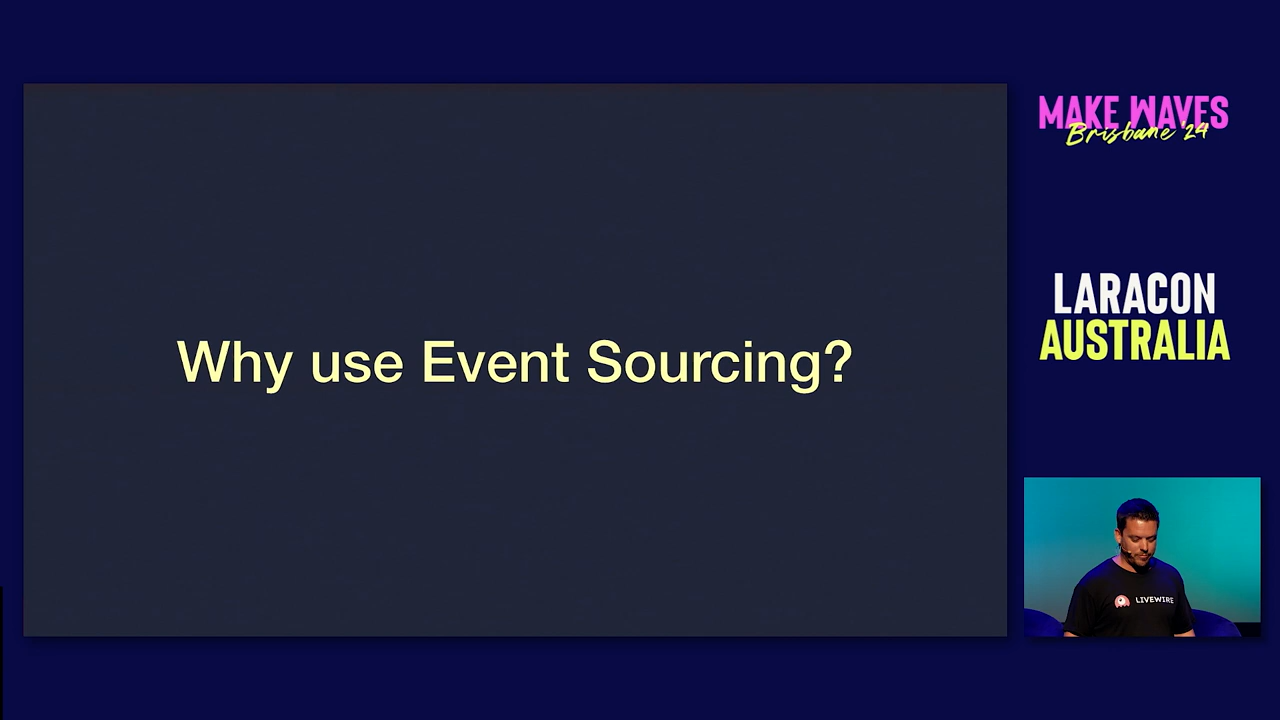 Why use Event Sourcing?
MAKE WAVES
Brisbane '24
LARACON
AUSTRALIA
LIVEWIRE